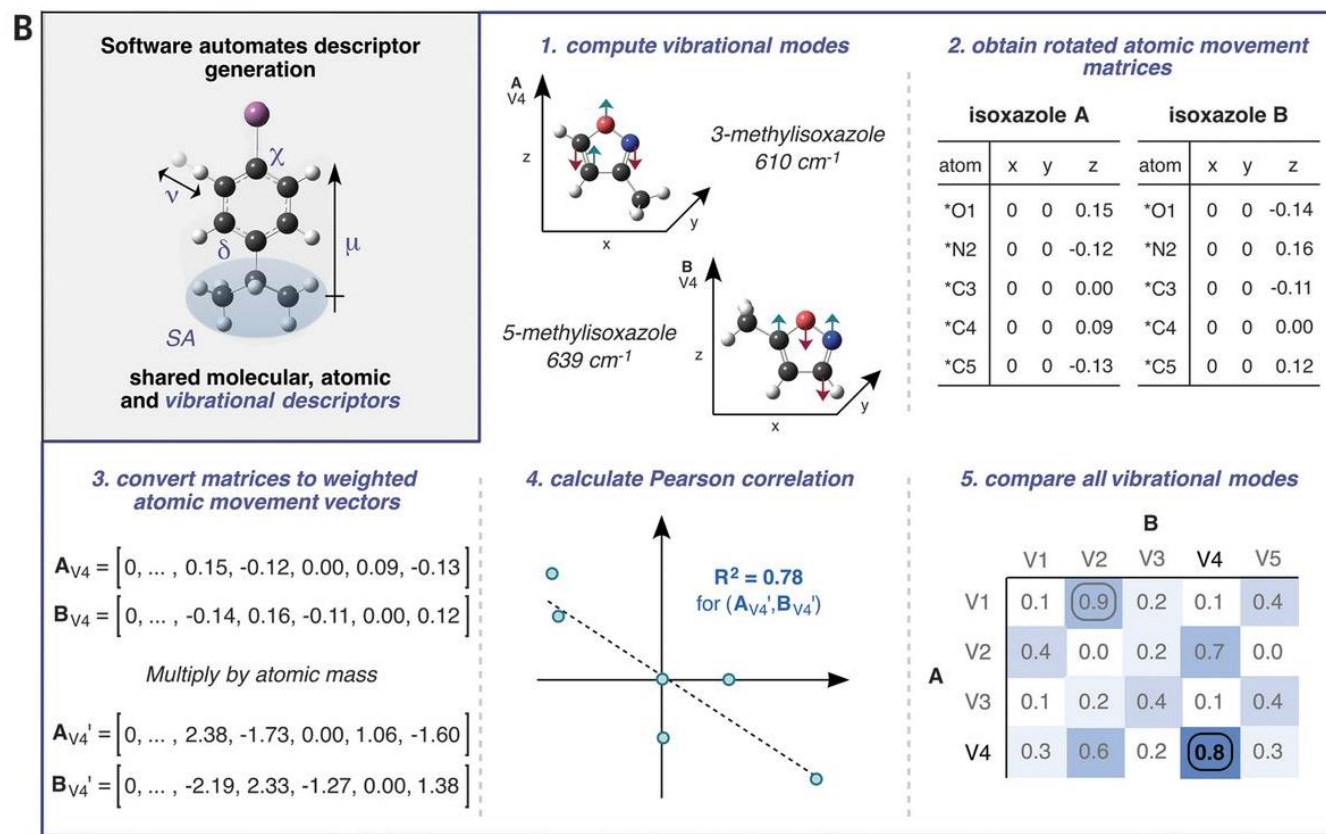 B
Software automates descriptor
generation
χ
ν
δ
μ
SA
shared molecular, atomic
and vibrational descriptors
1. compute vibrational modes
A
V4
z
x
y
3-methylisoxazole
610 cm⁻¹
B
V4
z
x
y
5-methylisoxazole
639 cm⁻¹
2. obtain rotated atomic movement
matrices
isoxazole A
atom x y z
*O1 0 0 0.15
*N2 0 0 -0.12
*C3 0 0 0.00
*C4 0 0 0.09
*C5 0 0 -0.13
isoxazole B
atom x y z
*O1 0 0 -0.14
*N2 0 0 0.16
*C3 0 0 -0.11
*C4 0 0 0.00
*C5 0 0 0.12
3. convert matrices to weighted
atomic movement vectors
A_V4 = [0, ... , 0.15, -0.12, 0.00, 0.09, -0.13]
B_V4 = [0, ... , -0.14, 0.16, -0.11, 0.00, 0.12]
Multiply by atomic mass
A_V4' = [0, ... , 2.38, -1.73, 0.00, 1.06, -1.60]
B_V4' = [0, ... , -2.19, 2.33, -1.27, 0.00, 1.38]
4. calculate Pearson correlation
R² = 0.78
for (A_V4',B_V4')
5. compare all vibrational modes
B
V1 V2 V3 V4 V5
A
V1 0.1 0.9 0.2 0.1 0.4
V2 0.4 0.0 0.2 0.7 0.0
V3 0.1 0.2 0.4 0.1 0.4
V4 0.3 0.6 0.2 0.8 0.3